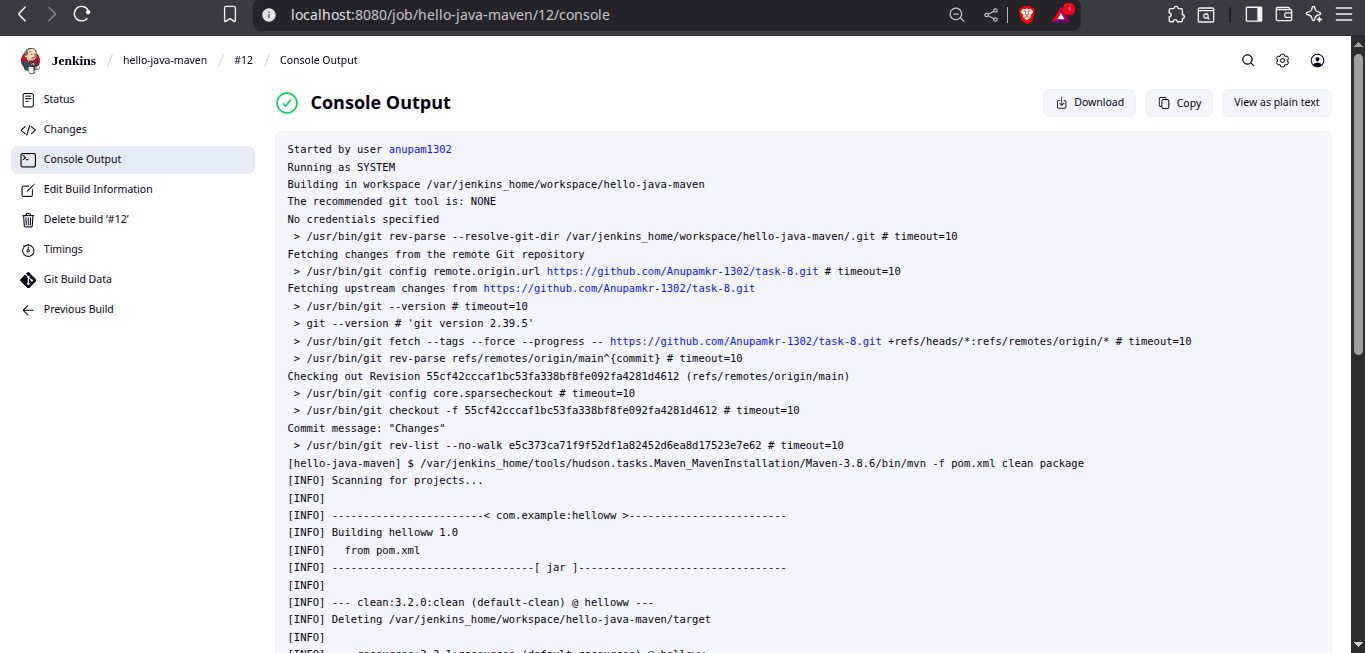 localhost:8080/job/hello-java-maven/12/console
1
Jenkins / hello-java-maven / #12 / Console Output
Status
Changes
Console Output
Edit Build Information
Delete build ‘#12’
Timings
Git Build Data
Previous Build
Console Output
Download
Copy
View as plain text
Started by user anupam1302
Running as SYSTEM
Building in workspace /var/jenkins_home/workspace/hello-java-maven
The recommended git tool is: NONE
No credentials specified
 > /usr/bin/git rev-parse --resolve-git-dir /var/jenkins_home/workspace/hello-java-maven/.git # timeout=10
Fetching changes from the remote Git repository
 > /usr/bin/git config remote.origin.url https://github.com/Anupamkr-1302/task-8.git # timeout=10
Fetching upstream changes from https://github.com/Anupamkr-1302/task-8.git
 > /usr/bin/git --version # timeout=10
 > git --version # 'git version 2.39.5'
 > /usr/bin/git fetch --tags --force --progress -- https://github.com/Anupamkr-1302/task-8.git +refs/heads/*:refs/remotes/origin/* # timeout=10
 > /usr/bin/git rev-parse refs/remotes/origin/main^{commit} # timeout=10
Checking out Revision 55cf42cccaf1bc53fa338bf8fe092fa4281d4612 (refs/remotes/origin/main)
 > /usr/bin/git config core.sparsecheckout # timeout=10
 > /usr/bin/git checkout -f 55cf42cccaf1bc53fa338bf8fe092fa4281d4612 # timeout=10
Commit message: "Changes"
 > /usr/bin/git rev-list --no-walk e5c373ca71f9f52df1a82452d6ea8d17523e7e62 # timeout=10
[hello-java-maven] $ /var/jenkins_home/tools/hudson.tasks.Maven_MavenInstallation/Maven-3.8.6/bin/mvn -f pom.xml clean package
[INFO] Scanning for projects...
[INFO]
[INFO] ------------------------< com.example:helloww >-------------------------
[INFO] Building helloww 1.0
[INFO]   from pom.xml
[INFO] --------------------------------[ jar ]---------------------------------
[INFO]
[INFO] --- clean:3.2.0:clean (default-clean) @ helloww ---
[INFO] Deleting /var/jenkins_home/workspace/hello-java-maven/target
[INFO]